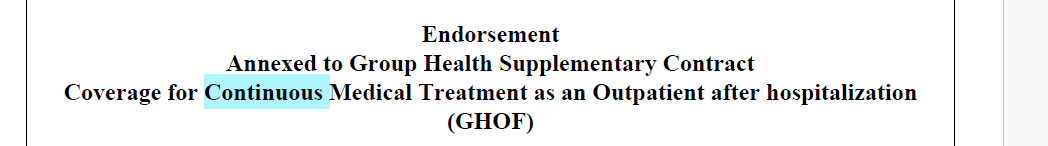 Endorsement
Annexed to Group Health Supplementary Contract
Coverage for Continuous Medical Treatment as an Outpatient after hospitalization
(GHOF)